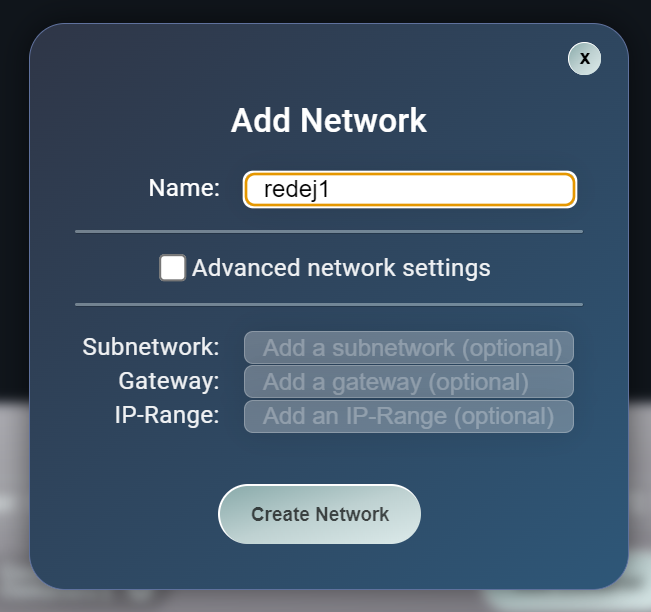 x
Add Network
Name: redej1
Advanced network settings
Subnetwork: Add a subnetwork (optional)
Gateway: Add a gateway (optional)
IP-Range: Add an IP-Range (optional)
Create Network